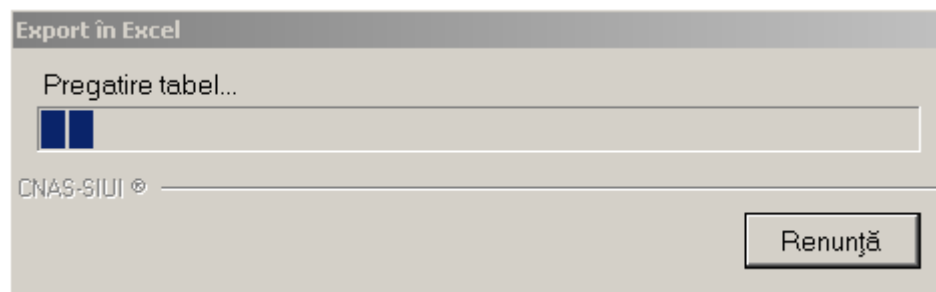 Export în Excel
Pregatire tabel...
CNAS-SIUI ®
Renunţă